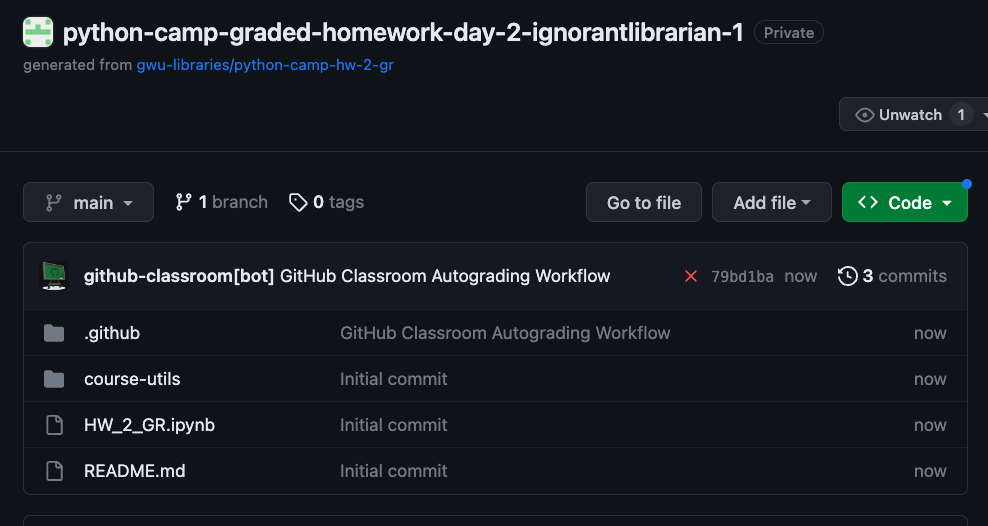 python-camp-graded-homework-day-2-ignorantlibrarian-1 Private
generated from gwu-libraries/python-camp-hw-2-gr
Unwatch 1
main 1 branch 0 tags Go to file Add file Code
github-classroom[bot] GitHub Classroom Autograding Workflow 79bd1ba now 3 commits
.github GitHub Classroom Autograding Workflow now
course-utils Initial commit now
HW_2_GR.ipynb Initial commit now
README.md Initial commit now